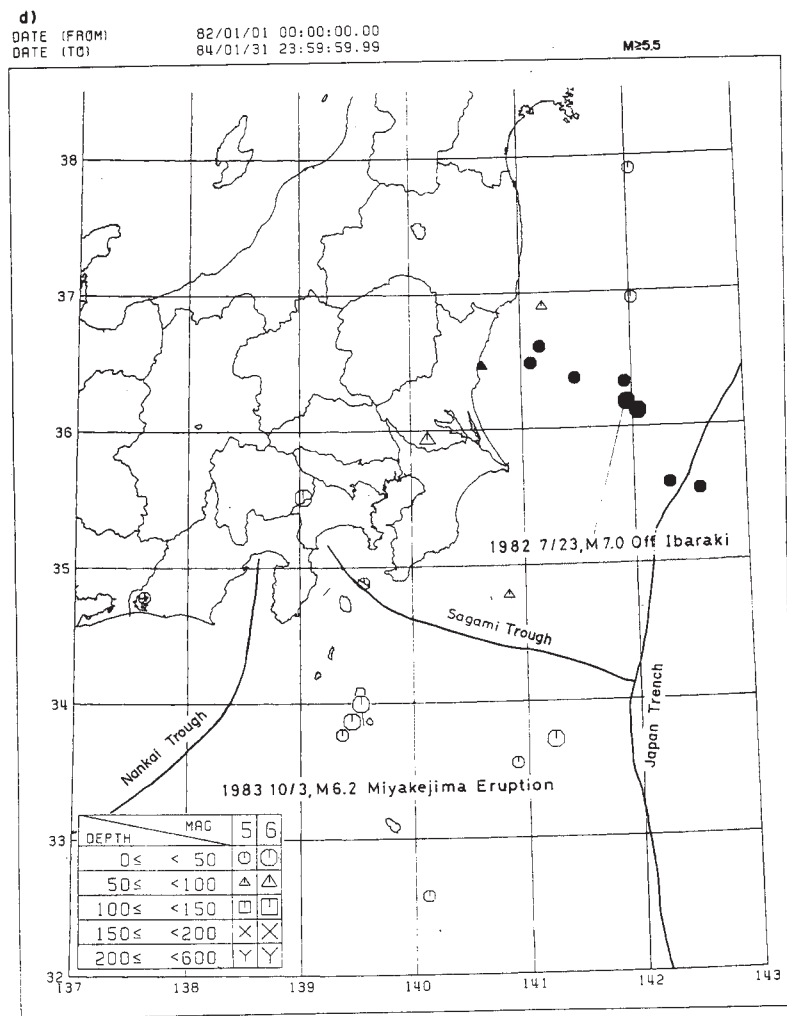 d)
DATE (FROM) 82/01/01 00:00:00.00
DATE (TO) 84/01/31 23:59:59.99
M≥5.5
38
37
36
1982 7/23, M7.0 Off Ibaraki
35
Sagami Trough
34
Nankai Trough
Japan Trench
1983 10/3, M6.2 Miyakejima Eruption
33
MAG 5 6
DEPTH
0≤ < 50
50≤ <100
100≤ <150
150≤ <200
200≤ <600
32
137 138 139 140 141 142 143